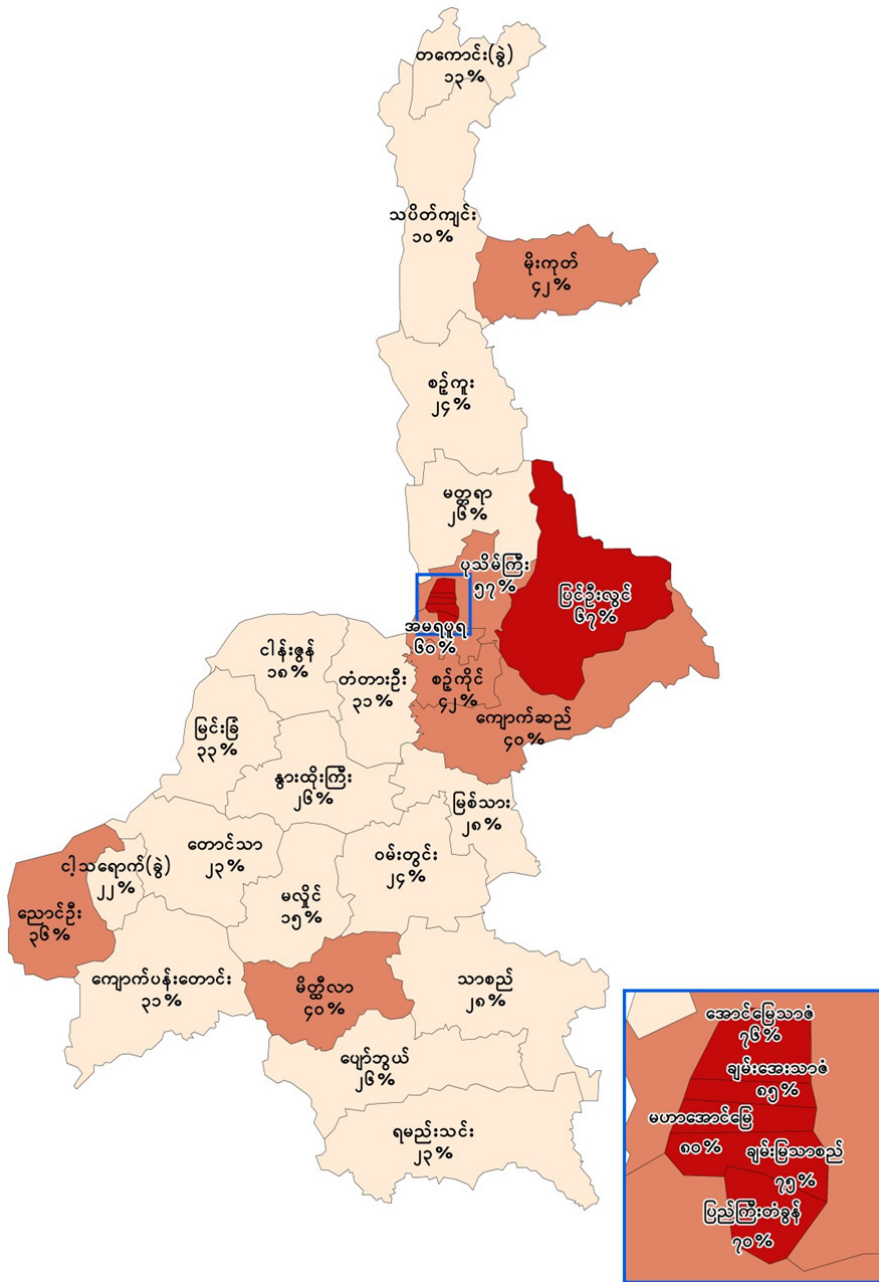 တကောင်း(ခွဲ)
၁၃%
သပိတ်ကျင်း
၁၀%
မိုးကုတ်
၄၂%
စဉ့်ကူး
၂၄%
မတ္တရာ
၂၆%
ပုသိမ်ကြီး
၅၇%
ပြင်ဦးလွင်
၆၇%
အမရပူရ
၆၀%
ငါန်းဇွန်
၁၈%
တံတားဦး
၃၁%
စဉ့်ကိုင်
၄၂%
ကျောက်ဆည်
၄၀%
မြင်းခြံ
၃၃%
နွားထိုးကြီး
၂၆%
မြစ်သား
၂၈%
တောင်သာ
၂၃%
ဝမ်းတွင်း
၂၄%
ငါ့သရောက်(ခွဲ)
၂၂%
မလှိုင်
၁၅%
ညောင်ဦး
၃၆%
ကျောက်ပန်းတောင်း
၃၁%
မိတ္ထီလာ
၄၀%
သာစည်
၂၈%
ပျော်ဘွယ်
၂၆%
ရမည်းသင်း
၂၃%
အောင်မြေသာဇံ
၇၆%
ချမ်းအေးသာဇံ
၈၅%
မဟာအောင်မြေ
၈၀%
ချမ်းမြသာစည်
၇၅%
ပြည်ကြီးတံခွန်
၇၀%